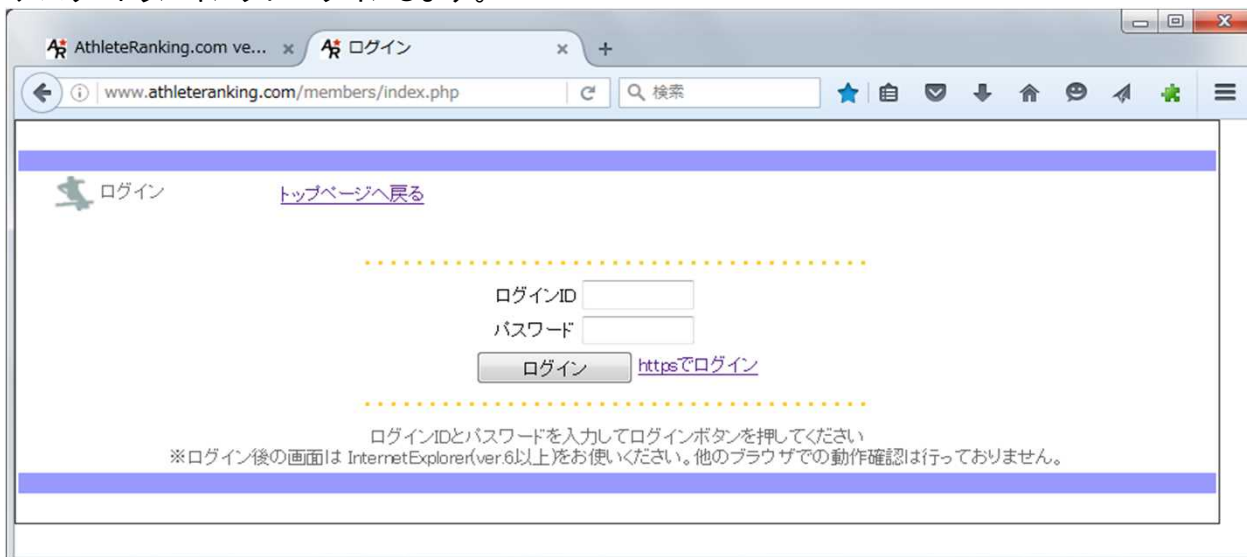 AthleteRanking.com ve...
ログイン
www.athleteranking.com/members/index.php
検索
ログイン
トップページへ戻る
ログインID
パスワード
ログイン httpsでログイン
ログインIDとパスワードを入力してログインボタンを押してください
※ログイン後の画面は InternetExplorer(ver.6以上)をお使いください。他のブラウザでの動作確認は行っておりません。